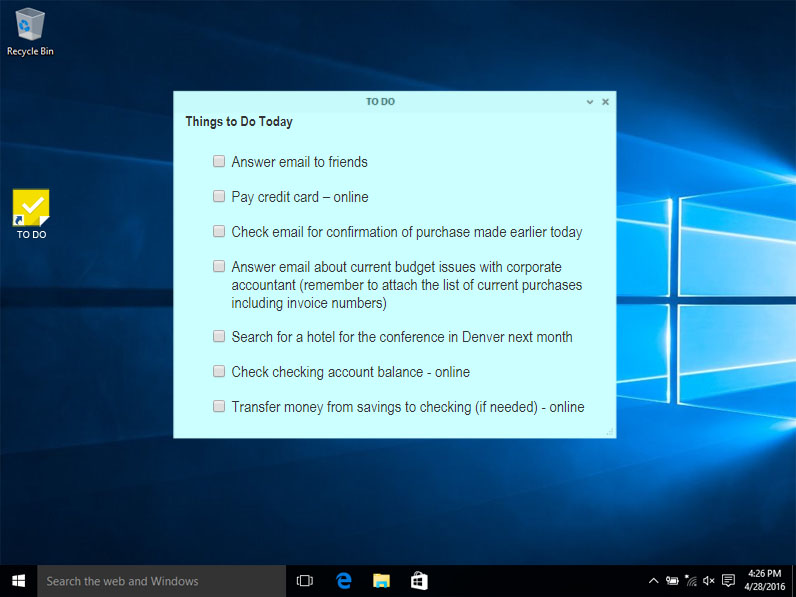 Recycle Bin
TO DO
TO DO
Things to Do Today
Answer email to friends
Pay credit card – online
Check email for confirmation of purchase made earlier today
Answer email about current budget issues with corporate
accountant (remember to attach the list of current purchases
including invoice numbers)
Search for a hotel for the conference in Denver next month
Check checking account balance - online
Transfer money from savings to checking (if needed) - online
Search the web and Windows
4:26 PM
4/28/2016